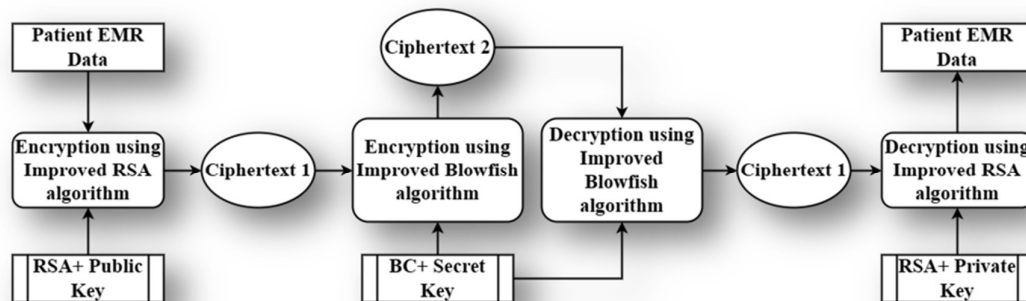 Patient EMR
Data
Encryption using
Improved RSA
algorithm
RSA+ Public
Key
Ciphertext 1
Ciphertext 2
Encryption using
Improved Blowfish
algorithm
BC+ Secret
Key
Decryption using
Improved
Blowfish
algorithm
Ciphertext 1
Patient EMR
Data
Decryption using
Improved RSA
algorithm
RSA+ Private
Key